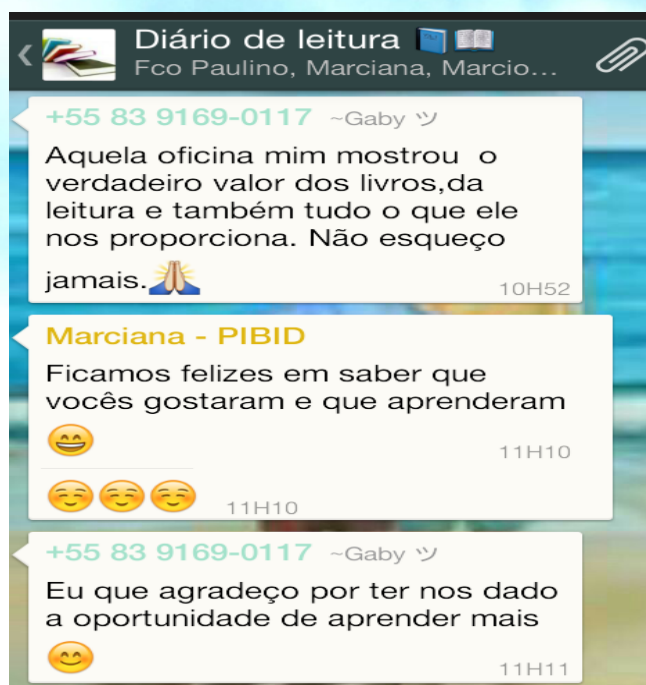 Diário de leitura 📘📖
Fco Paulino, Marciana, Marcio...
+55 83 9169-0117 ~Gaby ツ
Aquela oficina mim mostrou o
verdadeiro valor dos livros,da
leitura e também tudo o que ele
nos proporciona. Não esqueço
jamais.🙏
10H52
Marciana - PIBID
Ficamos felizes em saber que
vocês gostaram e que aprenderam
😄
11H10
☺️☺️☺️ 11H10
+55 83 9169-0117 ~Gaby ツ
Eu que agradeço por ter nos dado
a oportunidade de aprender mais
😊
11H11